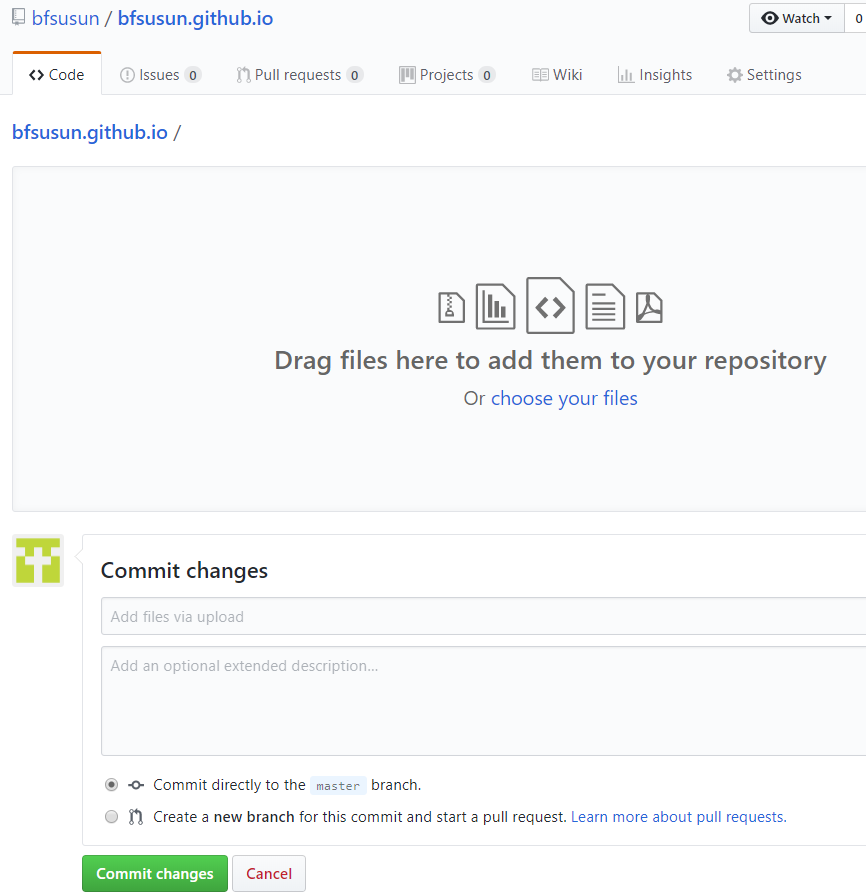 bfsusun / bfsusun.github.io
Watch 0
Code Issues 0 Pull requests 0 Projects 0 Wiki Insights Settings
bfsusun.github.io /
Drag files here to add them to your repository
Or choose your files
Commit changes
Add files via upload
Add an optional extended description...
Commit directly to the master branch.
Create a new branch for this commit and start a pull request. Learn more about pull requests.
Commit changes Cancel